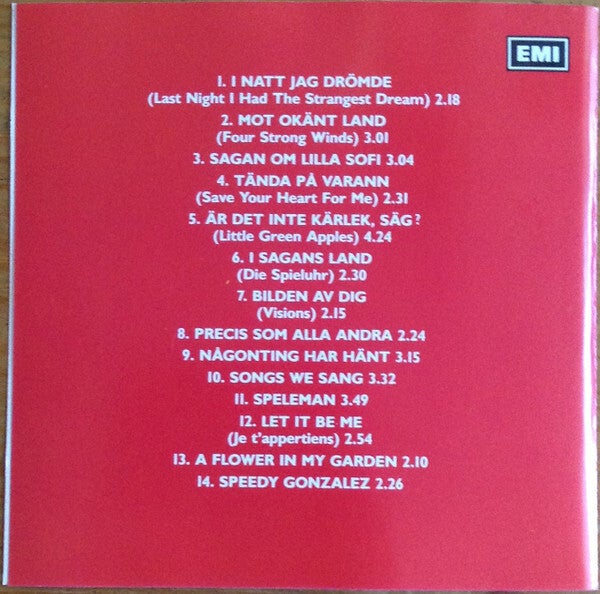 EMI
1. I NATT JAG DRÖMDE
(Last Night I Had The Strangest Dream) 2.18
2. MOT OKÄNT LAND
(Four Strong Winds) 3.01
3. SAGAN OM LILLA SOFI 3.04
4. TÄNDA PÅ VARANN
(Save Your Heart For Me) 2.31
5. ÄR DET INTE KÄRLEK, SÄG?
(Little Green Apples) 4.24
6. I SAGANS LAND
(Die Spieluhr) 2.30
7. BILDEN AV DIG
(Visions) 2.15
8. PRECIS SOM ALLA ANDRA 2.24
9. NÅGONTING HAR HÄNT 3.15
10. SONGS WE SANG 3.32
11. SPELEMAN 3.49
12. LET IT BE ME
(Je t'appertiens) 2.54
13. A FLOWER IN MY GARDEN 2.10
14. SPEEDY GONZALEZ 2.26